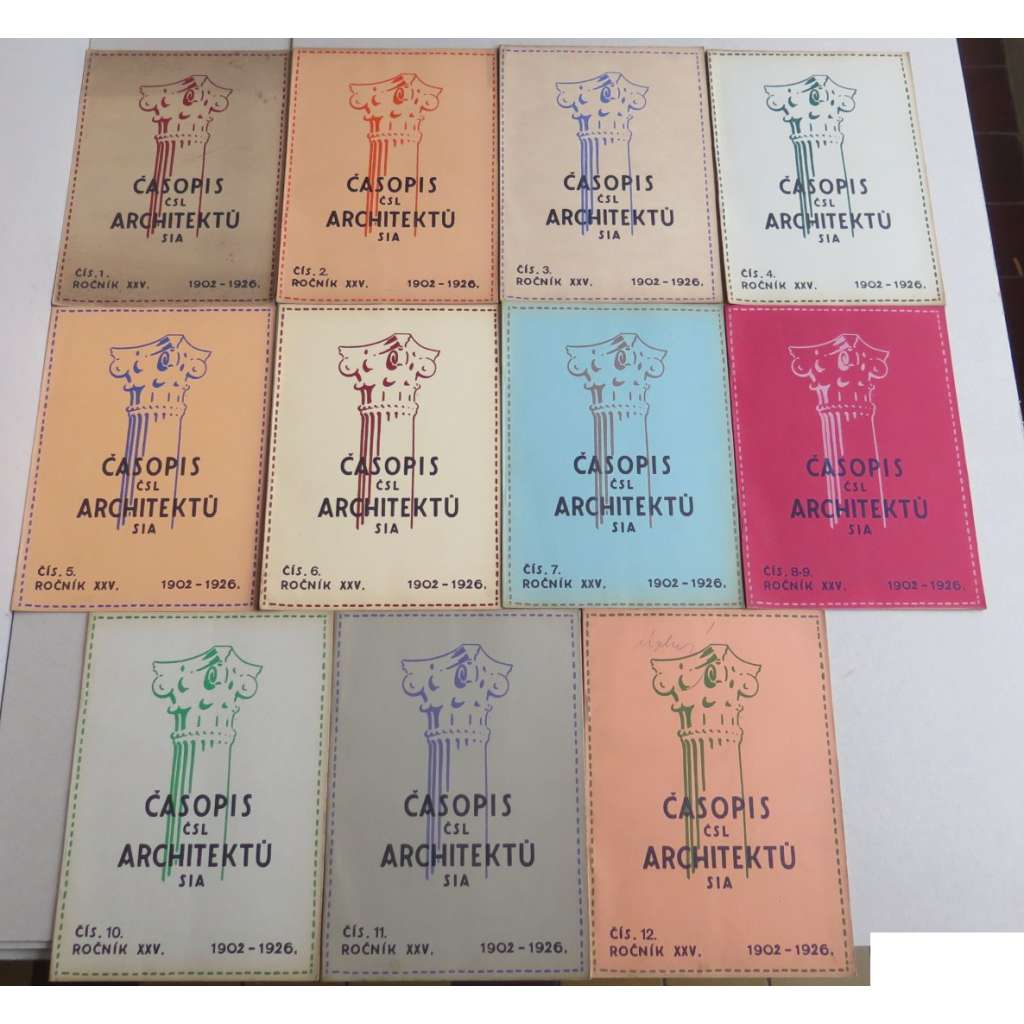 ČASOPIS
ČSL
ARCHITEKTŮ
SIA
ČÍS. 1.
ROČNÍK XXV. 1902-1926.
ČASOPIS
ČSL
ARCHITEKTŮ
SIA
ČÍS. 2.
ROČNÍK XXV. 1902-1926.
ČASOPIS
ČSL
ARCHITEKTŮ
SIA
ČÍS. 3.
ROČNÍK XXV. 1902-1926.
ČASOPIS
ČSL
ARCHITEKTŮ
SIA
ČÍS. 4.
ROČNÍK XXV. 1902-1926.
ČASOPIS
ČSL
ARCHITEKTŮ
SIA
ČÍS. 5.
ROČNÍK XXV. 1902-1926.
ČASOPIS
ČSL
ARCHITEKTŮ
SIA
ČÍS. 6.
ROČNÍK XXV. 1902-1926.
ČASOPIS
ČSL
ARCHITEKTŮ
SIA
ČÍS. 7.
ROČNÍK XXV. 1902-1926.
ČASOPIS
ČSL
ARCHITEKTŮ
SIA
ČÍS. 8-9.
ROČNÍK XXV. 1902-1926.
ČASOPIS
ČSL
ARCHITEKTŮ
SIA
ČÍS. 10.
ROČNÍK XXV. 1902-1926.
ČASOPIS
ČSL
ARCHITEKTŮ
SIA
ČÍS. 11.
ROČNÍK XXV. 1902-1926.
ČASOPIS
ČSL
ARCHITEKTŮ
SIA
ČÍS. 12.
ROČNÍK XXV. 1902-1926.